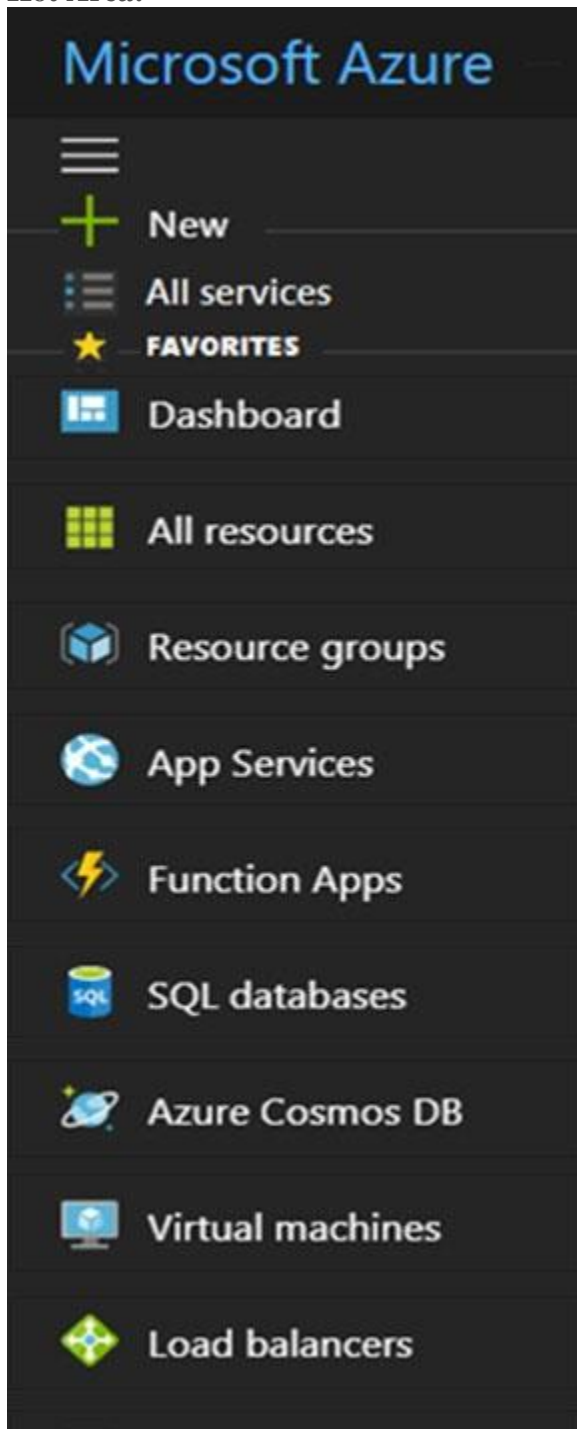 Microsoft Azure
New
All services
FAVORITES
Dashboard
All resources
Resource groups
App Services
Function Apps
SQL
SQL databases
Azure Cosmos DB
Virtual machines
Load balancers